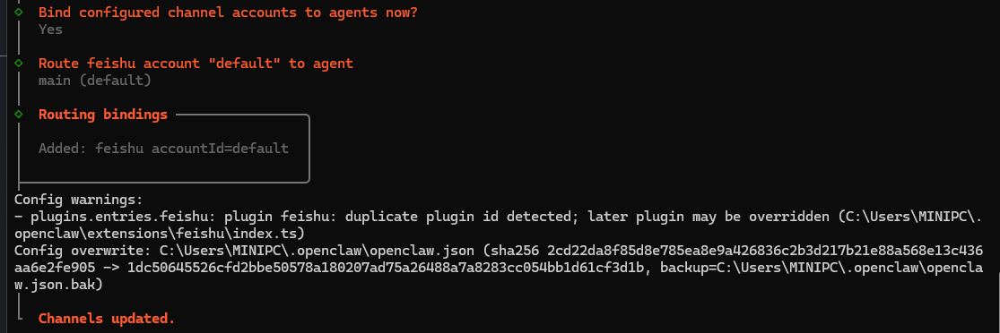 Bind configured channel accounts to agents now?
Yes
Route feishu account "default" to agent
main (default)
Routing bindings
Added: feishu accountId=default
Config warnings:
- plugins.entries.feishu: plugin feishu: duplicate plugin id detected; later plugin may be overridden (C:\Users\MINIPC\.
openclaw\extensions\feishu\index.ts)
Config overwrite: C:\Users\MINIPC\.openclaw\openclaw.json (sha256 2cd22da8f85d8e785ea8e9a426836c2b3d217b21e88a568e13c436
aa6e2fe905 -> 1dc50645526cfd2bbe50578a180207ad75a26488a7a8283cc054bb1d61cf3d1b, backup=C:\Users\MINIPC\.openclaw\opencla
w.json.bak)
Channels updated.